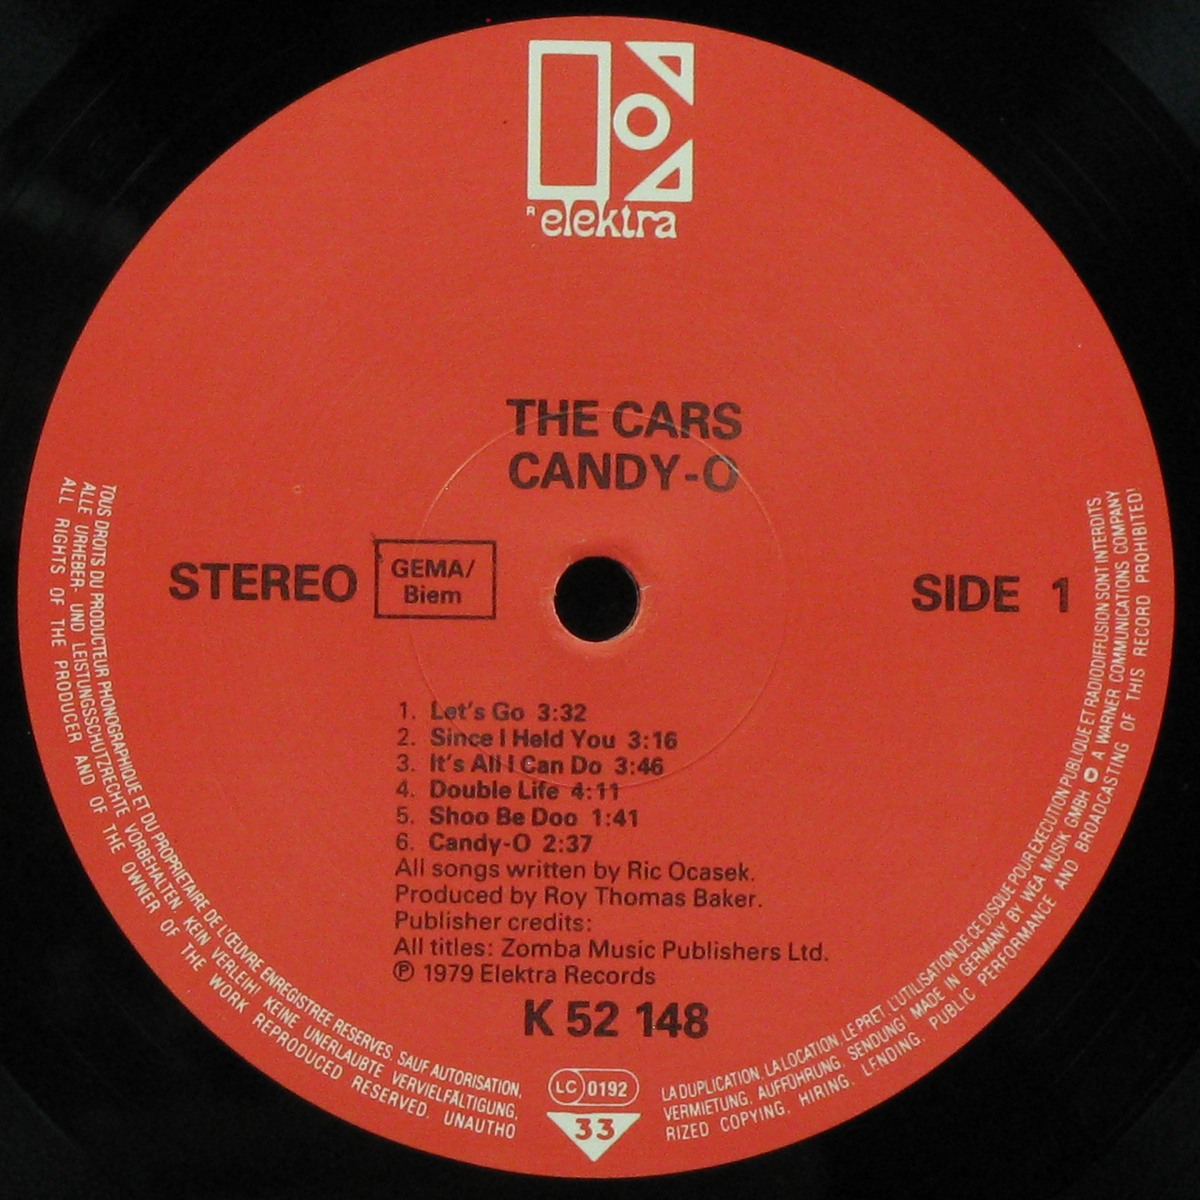 ® elektra
THE CARS
CANDY-O
STEREO
GEMA/
Biem
SIDE 1
1. Let's Go 3:32
2. Since I Held You 3:16
3. It's All I Can Do 3:46
4. Double Life 4:11
5. Shoo Be Doo 1:41
6. Candy-O 2:37
All songs written by Ric Ocasek.
Produced by Roy Thomas Baker.
Publisher credits:
All titles: Zomba Music Publishers Ltd.
℗ 1979 Elektra Records
K 52 148
LC 0192
33
TOUS DROITS DU PRODUCTEUR PHONOGRAPHIQUE ET DU PROPRIETAIRE DE L'ŒUVRE ENREGISTREE RESERVES. SAUF AUTORISATION, LA DUPLICATION, LA LOCATION, LE PRET, L'UTILISATION DE CE DISQUE POUR EXECUTION PUBLIQUE ET RADIODIFFUSION SONT INTERDITS
ALLE URHEBER- UND LEISTUNGSSCHUTZRECHTE VORBEHALTEN. KEIN VERLEIH! KEINE UNERLAUBTE VERVIELFÄLTIGUNG, VERMIETUNG, AUFFÜHRUNG, SENDUNG! MADE IN GERMANY BY WEA MUSIK GMBH A WARNER COMMUNICATIONS COMPANY
ALL RIGHTS OF THE PRODUCER AND OF THE OWNER OF THE WORK REPRODUCED RESERVED. UNAUTHORIZED COPYING, HIRING, LENDING, PUBLIC PERFORMANCE AND BROADCASTING OF THIS RECORD PROHIBITED!